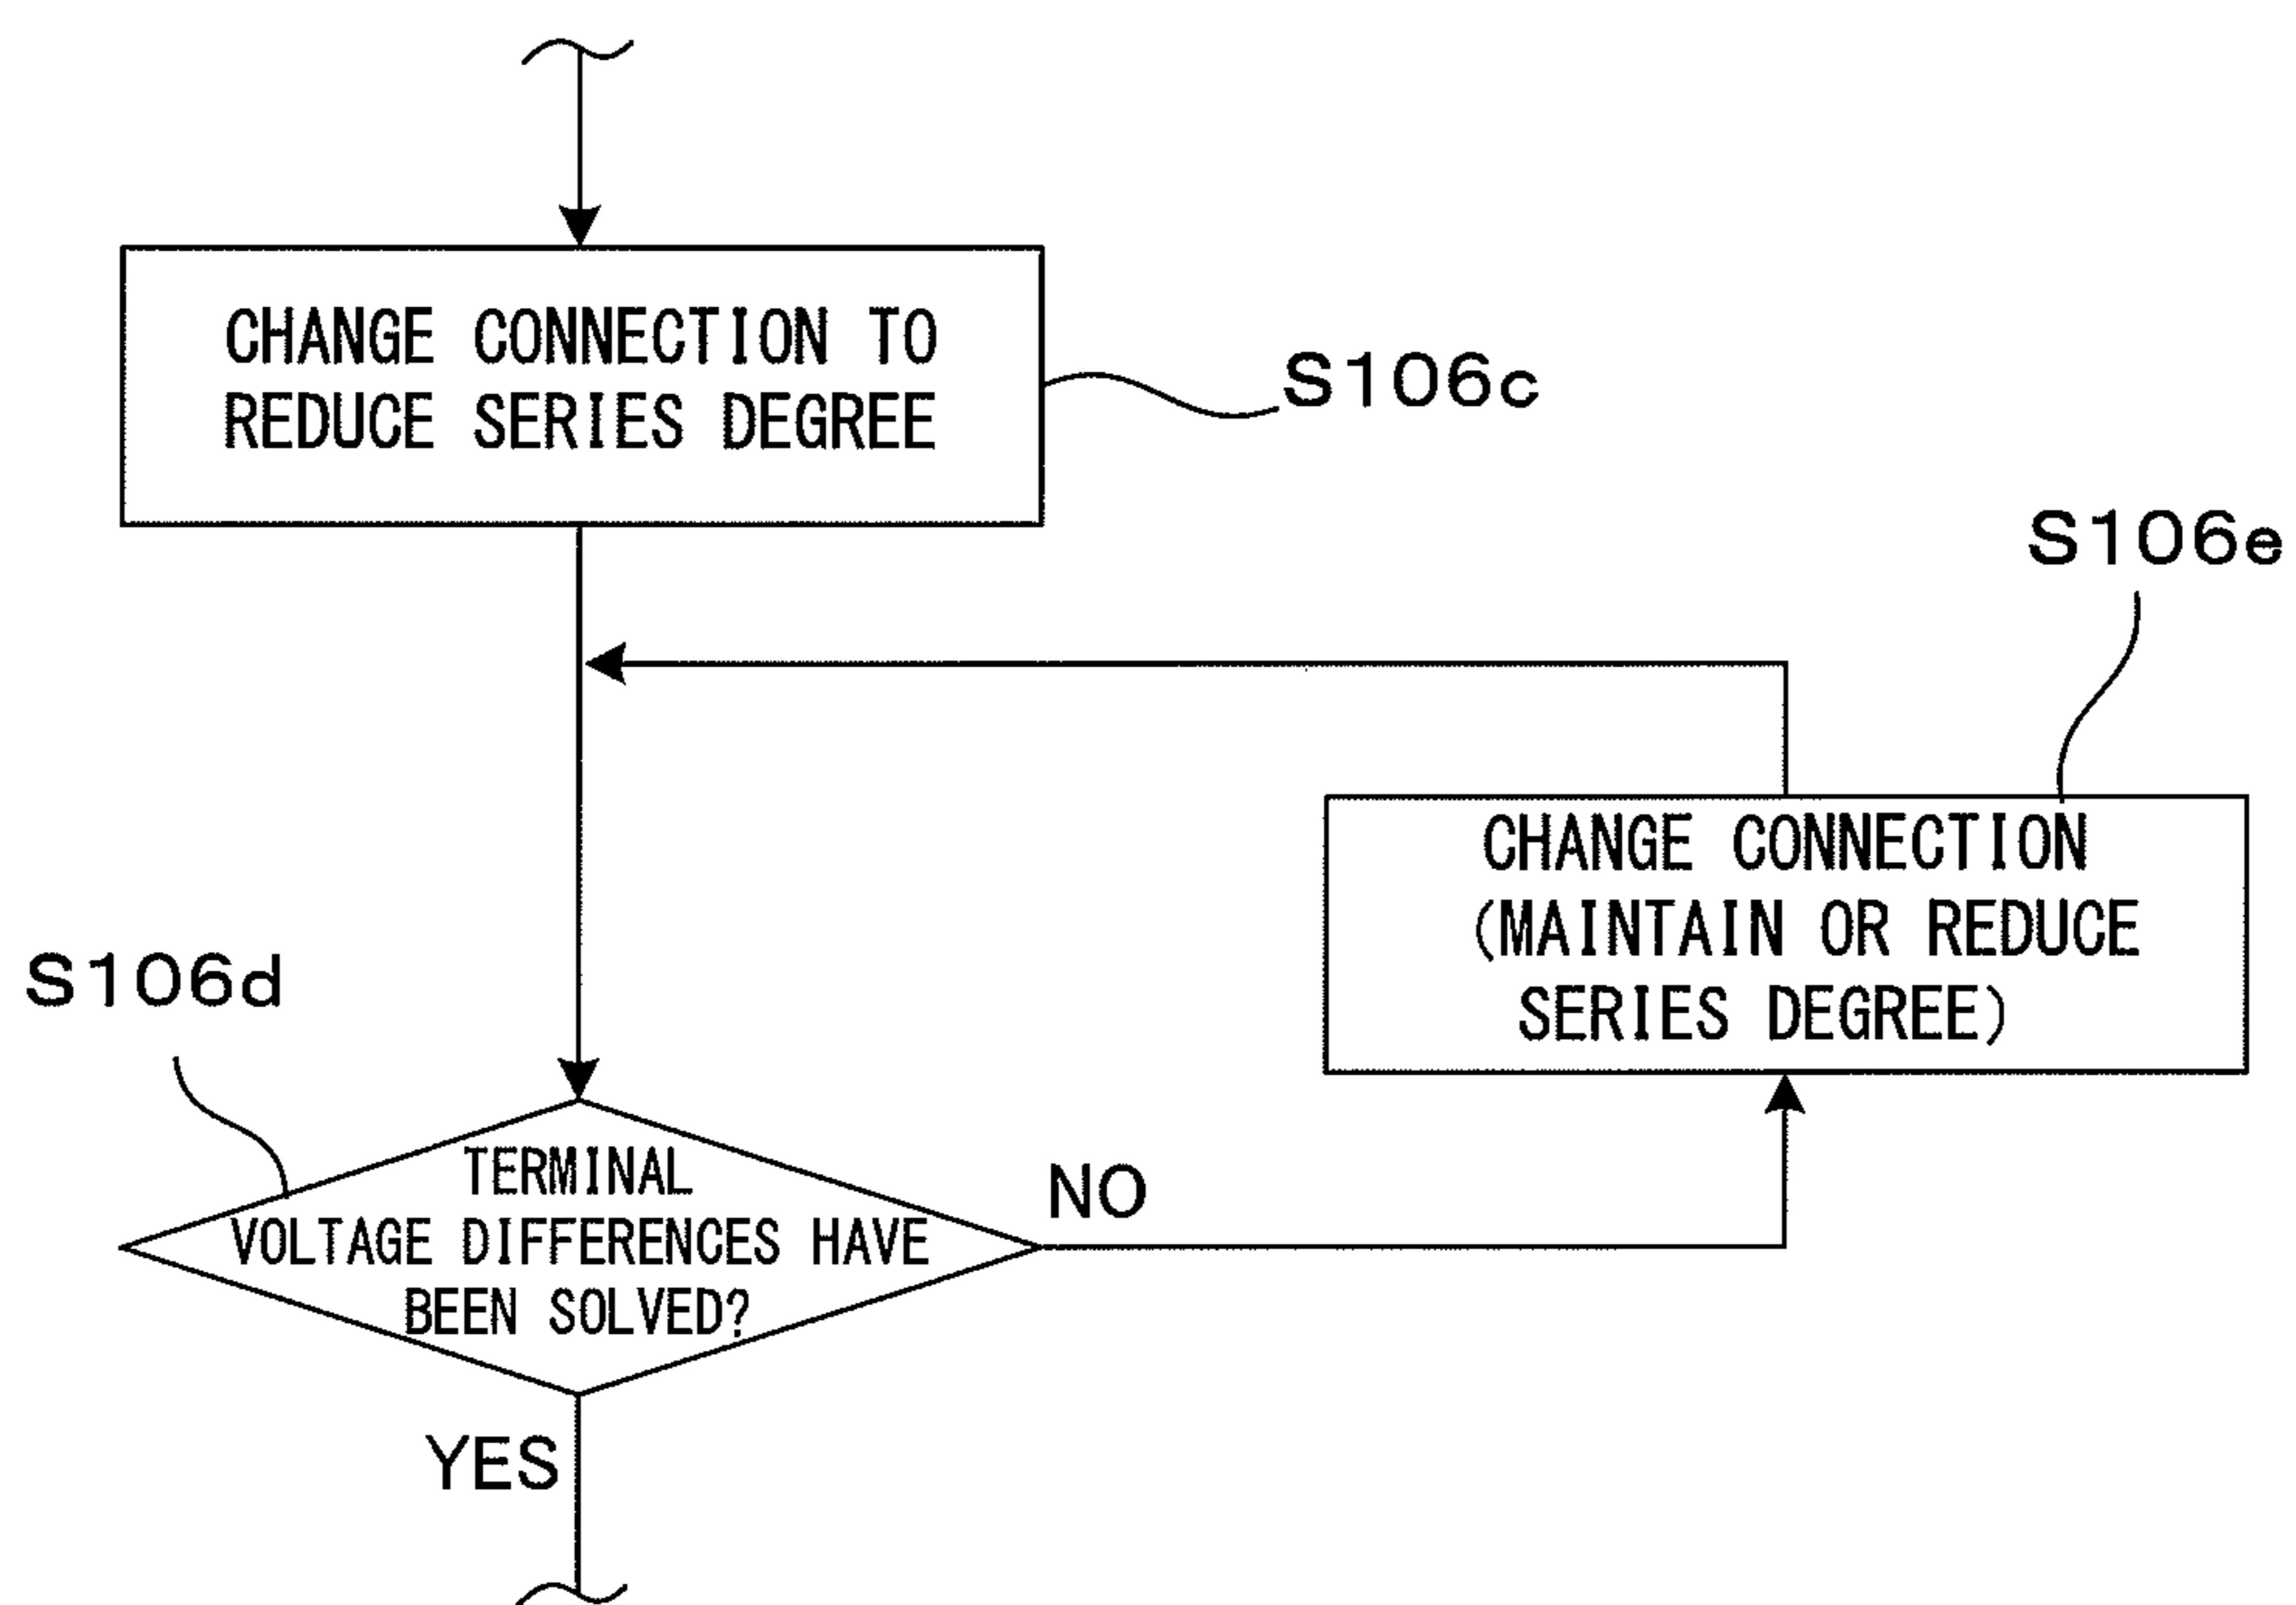 CHANGE CONNECTION TO
REDUCE SERIES DEGREE
S106c
S106e
CHANGE CONNECTION
(MAINTAIN OR REDUCE
SERIES DEGREE)
S106d
TERMINAL
VOLTAGE DIFFERENCES HAVE
BEEN SOLVED?
NO
YES